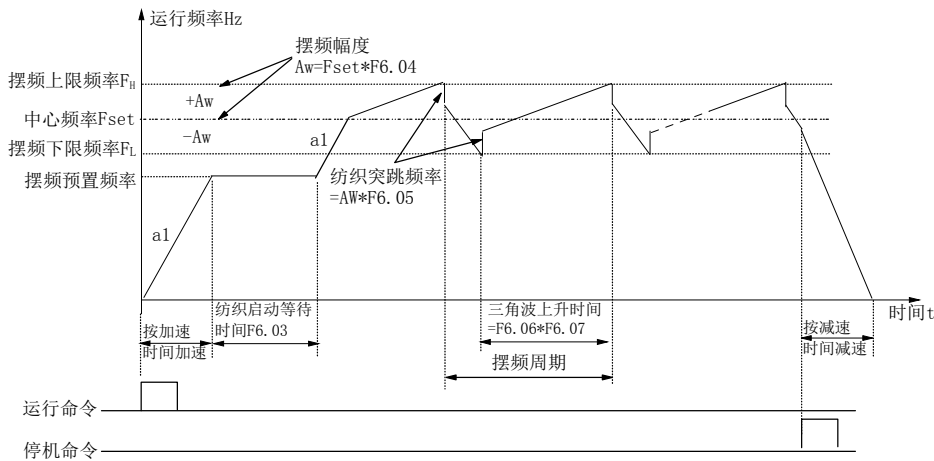 运行频率Hz
摆频幅度
Aw=Fset*F6.04
摆频上限频率FH
+Aw
中心频率Fset
-Aw
a1
摆频下限频率FL
纺织突跳频率
=AW*F6.05
摆频预置频率
a1
纺织启动等待
时间F6.03
三角波上升时间
=F6.06*F6.07
时间t
按加速
时间加速
按减速
时间减速
摆频周期
运行命令
停机命令